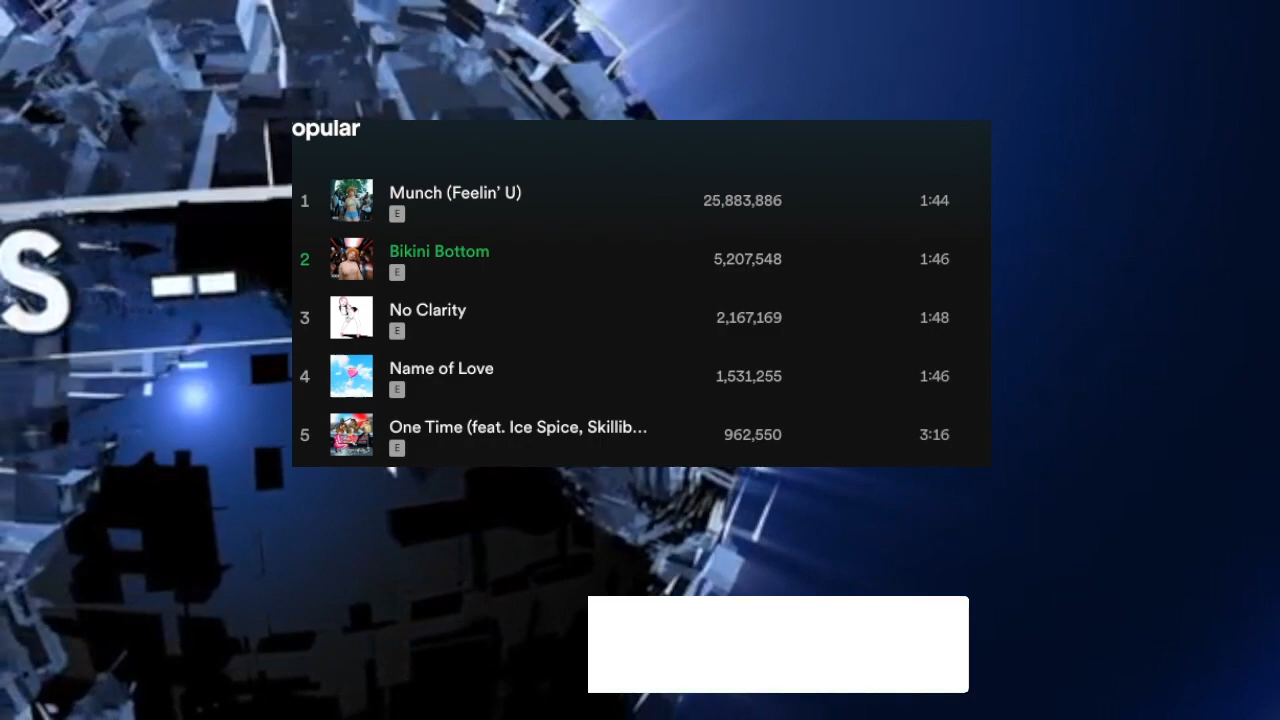 opular
S
1 Munch (Feelin' U) 25,883,886 1:44
E
2 Bikini Bottom 5,207,548 1:46
E
3 No Clarity 2,167,169 1:48
E
4 Name of Love 1,531,255 1:46
E
5 One Time (feat. Ice Spice, Skillib... 962,550 3:16
E